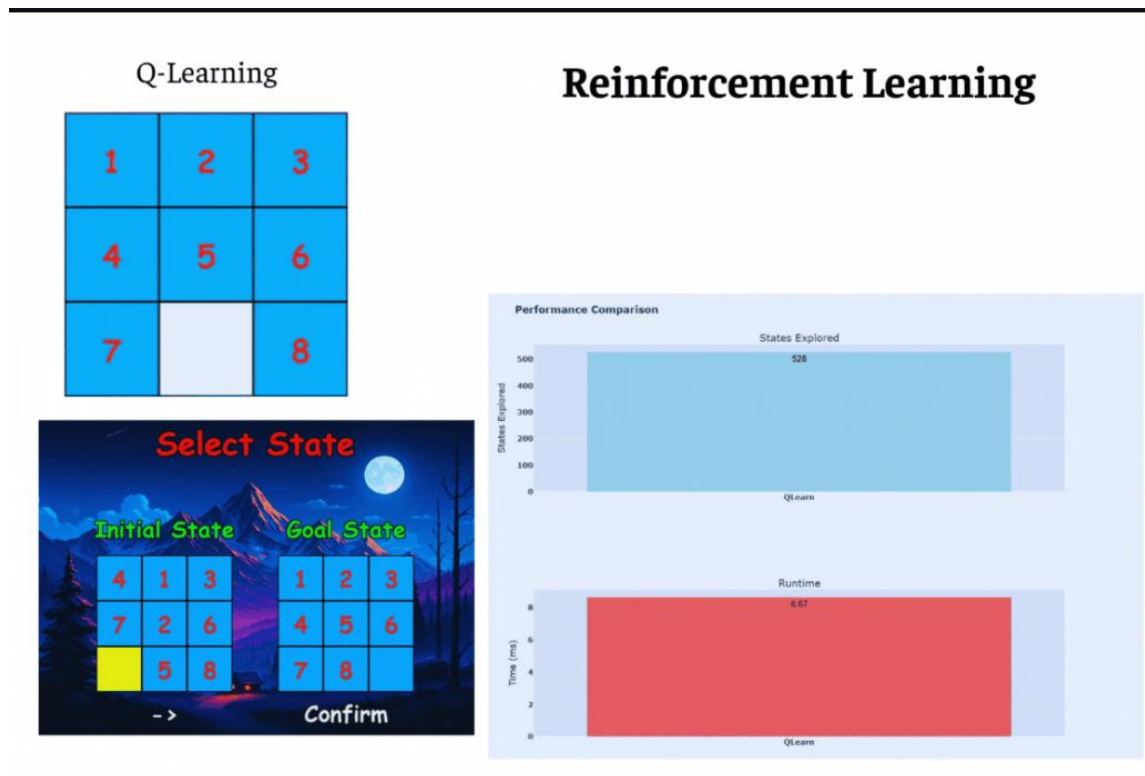 Q-Learning
Reinforcement Learning
1 2 3
4 5 6
7 8
Select State
Initial State Goal State
4 1 3 1 2 3
7 2 6 4 5 6
5 8 7 8
-> Confirm
Performance Comparison
States Explored
528
500
400
300
200
100
0
States Explored
QLearn
Runtime
8.67
8
6
4
2
0
Time (ms)
QLearn